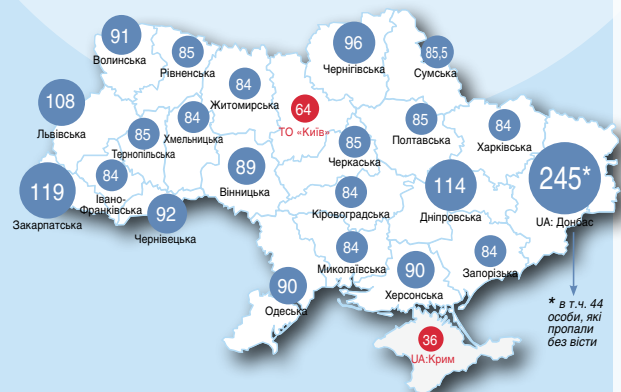 91
Волинська
85
Рівненська
84
Житомирська
96
Чернігівська
85,5
Сумська
108
Львівська
85
Тернопільська
84
Хмельницька
64
ТО «Київ»
85
Черкаська
85
Полтавська
84
Харківська
119
Закарпатська
84
Івано-
Франківська
92
Чернівецька
89
Вінницька
84
Кіровоградська
114
Дніпровська
245*
UA: Донбас
84
Миколаївська
90
Одеська
90
Херсонська
84
Запорізька
36
UA:Крим
* в т.ч. 44
особи, які
пропали
без вісти